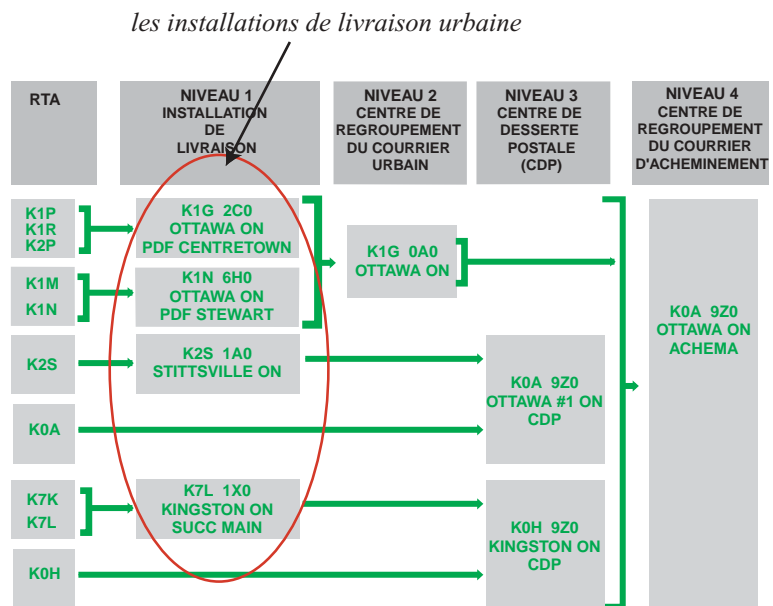 les installations de livraison urbaine
RTA
NIVEAU 1
INSTALLATION
DE
LIVRAISON
NIVEAU 2
CENTRE DE
REGROUPEMENT
DU COURRIER
URBAIN
NIVEAU 3
CENTRE DE
DESSERTE
POSTALE
(CDP)
NIVEAU 4
CENTRE DE
REGROUPEMENT
DU COURRIER
D'ACHEMINEMENT
K1P
K1R
K2P
K1G 2C0
OTTAWA ON
PDF CENTRETOWN
K1M
K1N
K1N 6H0
OTTAWA ON
PDF STEWART
K1G 0A0
OTTAWA ON
K2S
K2S 1A0
STITTSVILLE ON
K0A
K0A 9Z0
OTTAWA #1 ON
CDP
K7K
K7L
K7L 1X0
KINGSTON ON
SUCC MAIN
K0H
K0H 9Z0
KINGSTON ON
CDP
K0A 9Z0
OTTAWA ON
ACHEMA